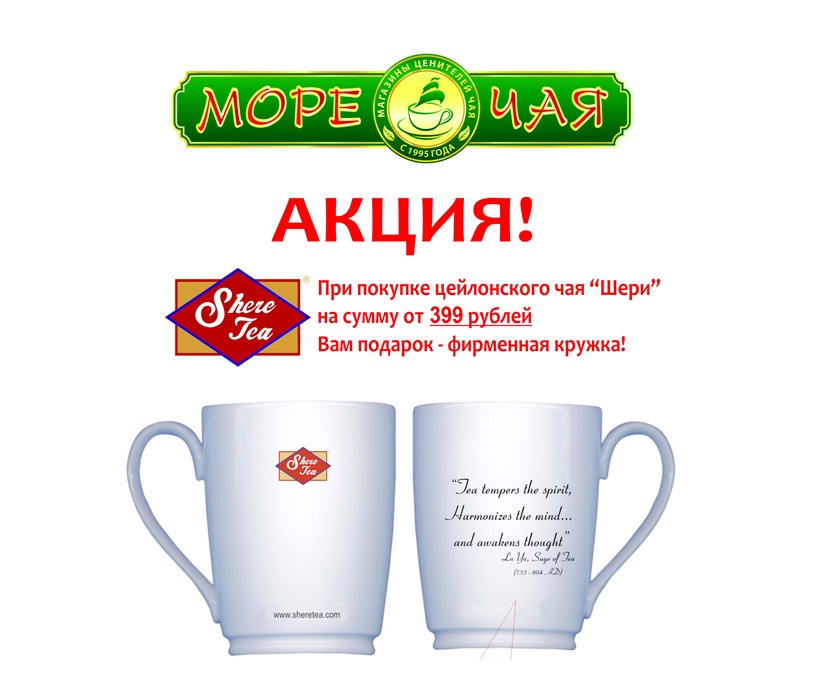 МОРЕ ЧАЯ
МАГАЗИНЫ ЦЕНИТЕЛЕЙ ЧАЯ
С 1995 ГОДА
АКЦИЯ!
Shere
Tea
®
При покупке цейлонского чая “Шери”
на сумму от 399 рублей
Вам подарок - фирменная кружка!
Shere
Tea
www.sheretea.com
“Tea tempers the spirit,
Harmonizes the mind...
and awakens thought”
Lu Yu, Sage of Tea
(733 - 804 AD)